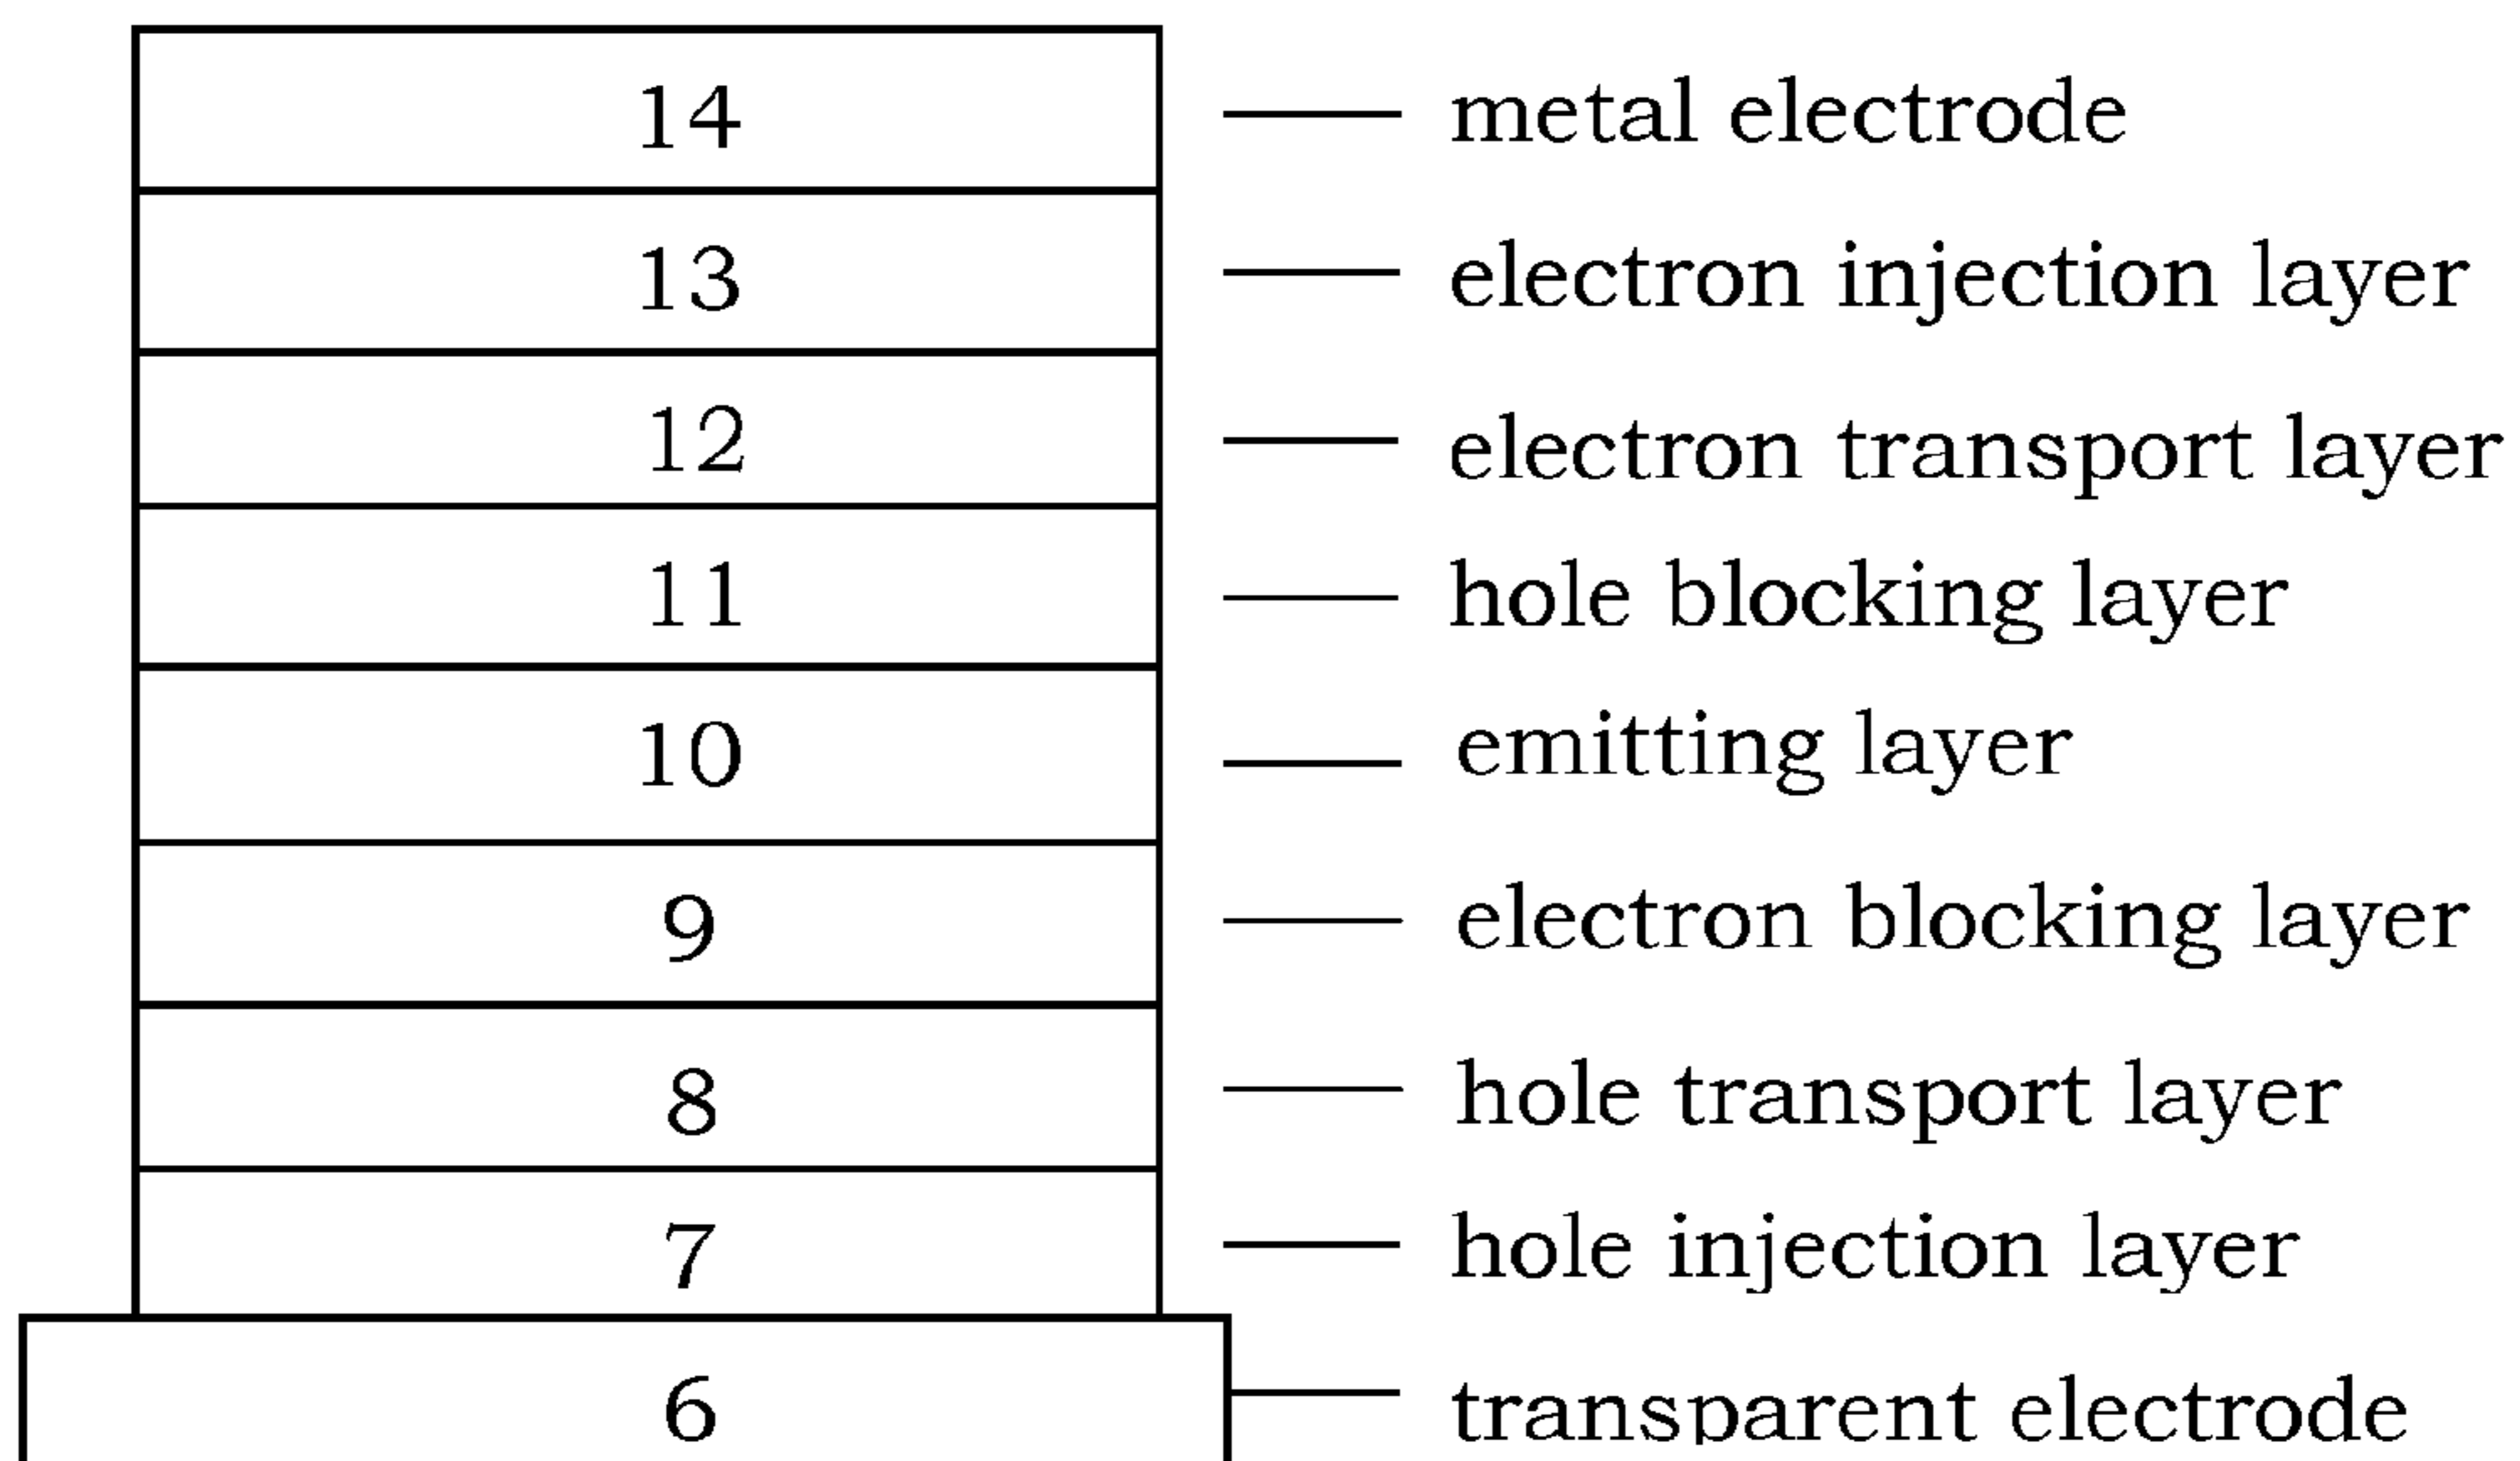 14 metal electrode
13 electron injection layer
12 electron transport layer
11 hole blocking layer
10 emitting layer
9 electron blocking layer
8 hole transport layer
7 hole injection layer
6 transparent electrode